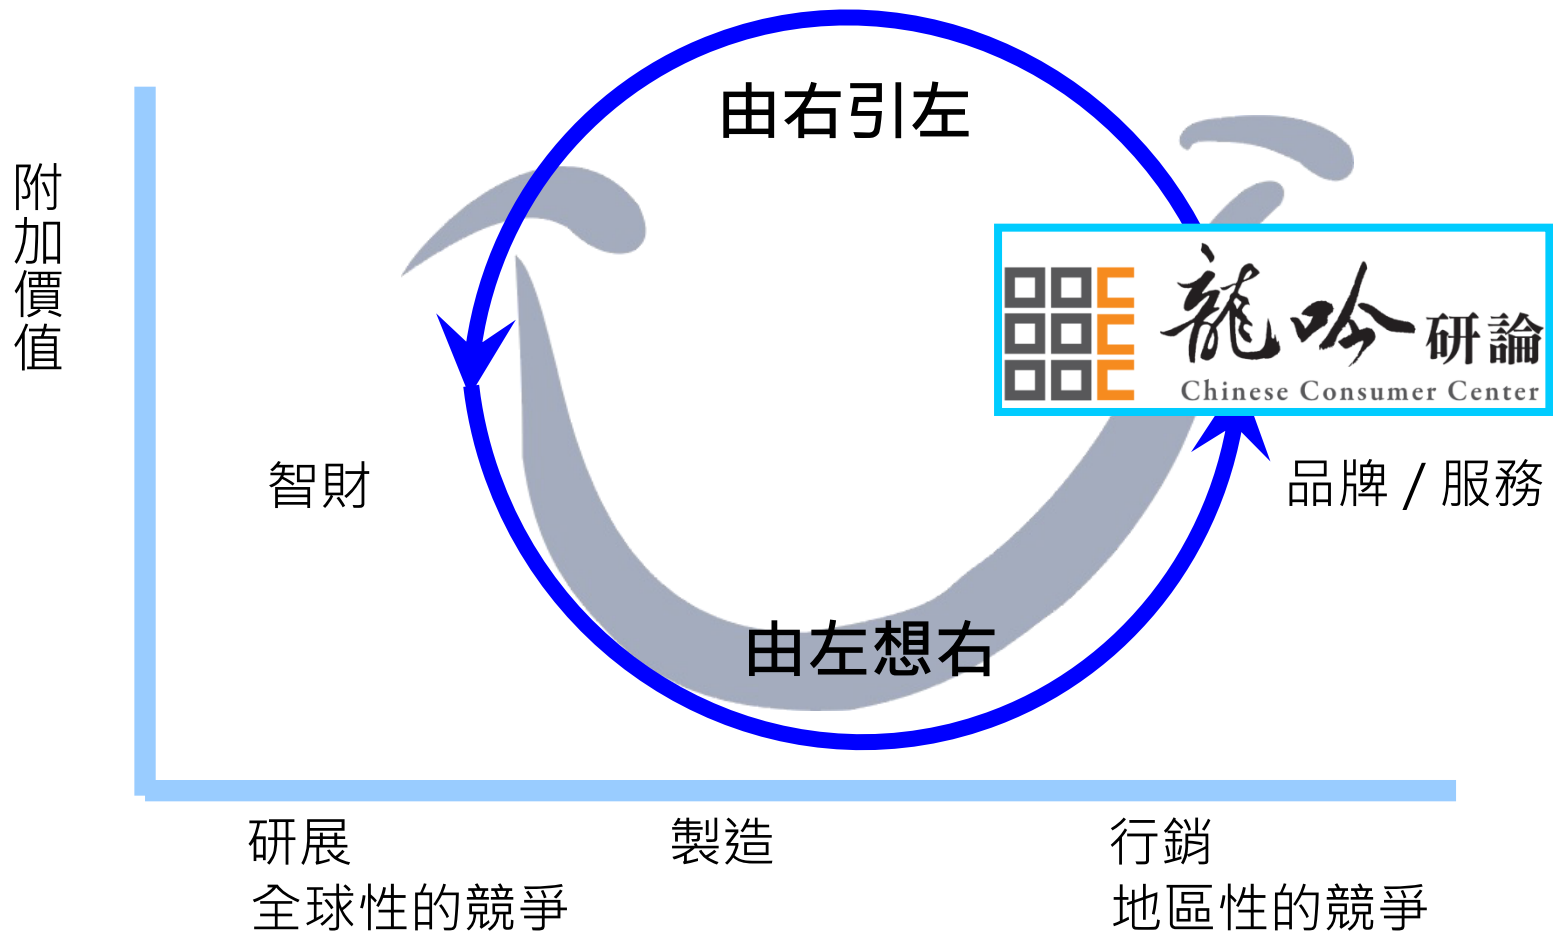 由右引左
附加價值
龍吟研論
Chinese Consumer Center
智財
品牌 / 服務
由左想右
研展
製造
行銷
全球性的競爭
地區性的競爭